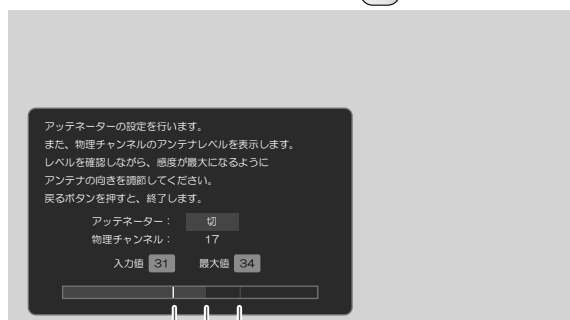 アッテネーターの設定を行います。
また、物理チャンネルのアンテナレベルを表示します。
レベルを確認しながら、感度が最大になるように
アンテナの向きを調節してください。
戻るボタンを押すと、終了します。
アッテネーター： 切
物理チャンネル： 17
入力値 31 最大値 34